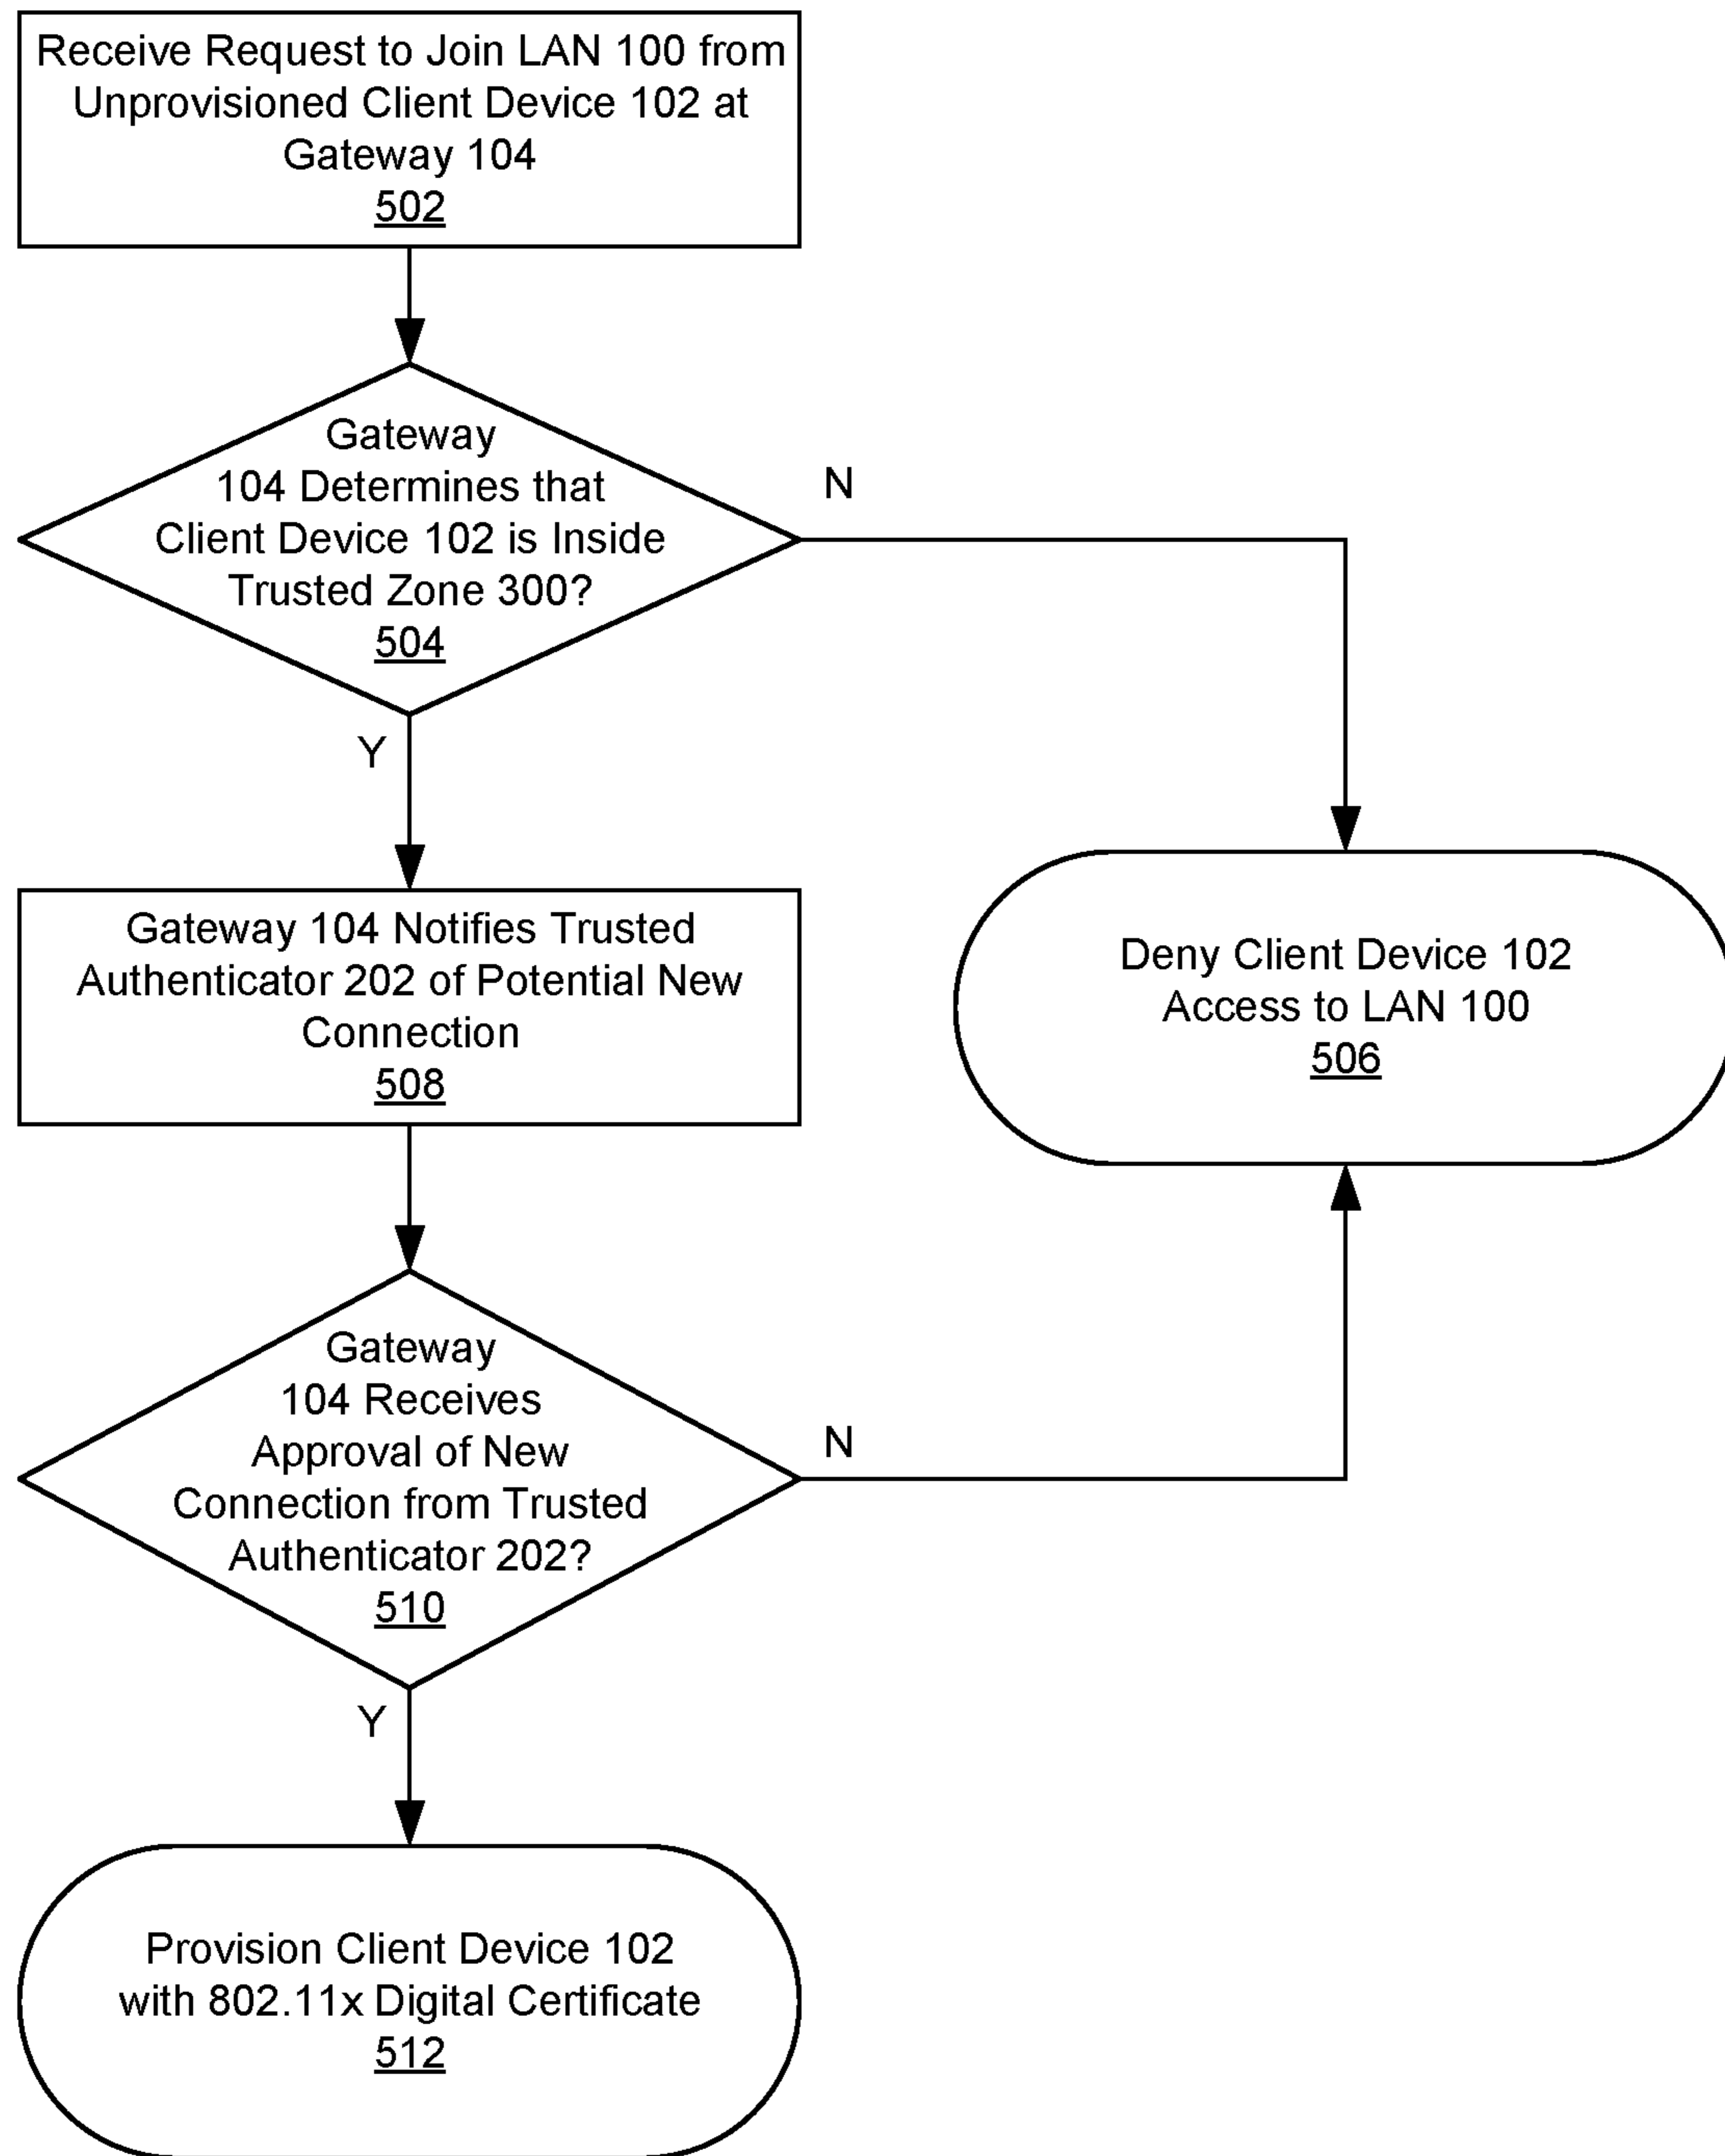 Receive Request to Join LAN 100 from
Unprovisioned Client Device 102 at
Gateway 104
502
Gateway
104 Determines that
Client Device 102 is Inside
Trusted Zone 300?
504
N
Y
Gateway 104 Notifies Trusted
Authenticator 202 of Potential New
Connection
508
Deny Client Device 102
Access to LAN 100
506
Gateway
104 Receives
Approval of New
Connection from Trusted
Authenticator 202?
510
N
Y
Provision Client Device 102
with 802.11x Digital Certificate
512